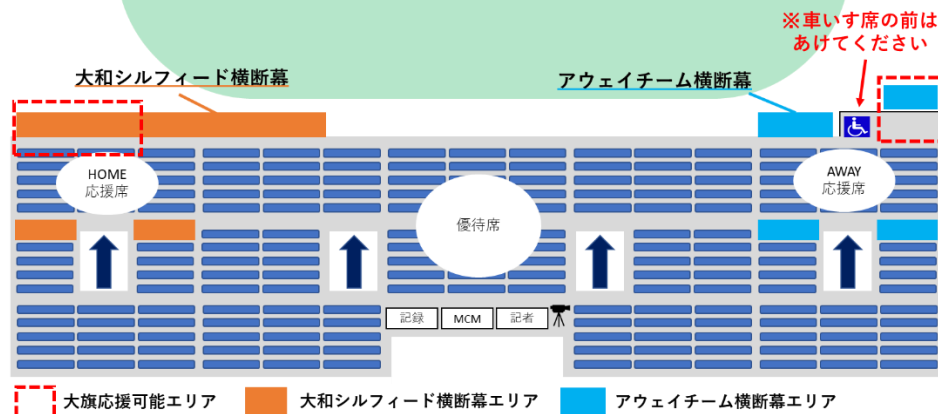 ※車いす席の前は
あけてください
大和シルフィード横断幕
アウェイチーム横断幕
HOME
応援席
AWAY
応援席
優待席
記録
MCM
記者
大旗応援可能エリア
大和シルフィード横断幕エリア
アウェイチーム横断幕エリア